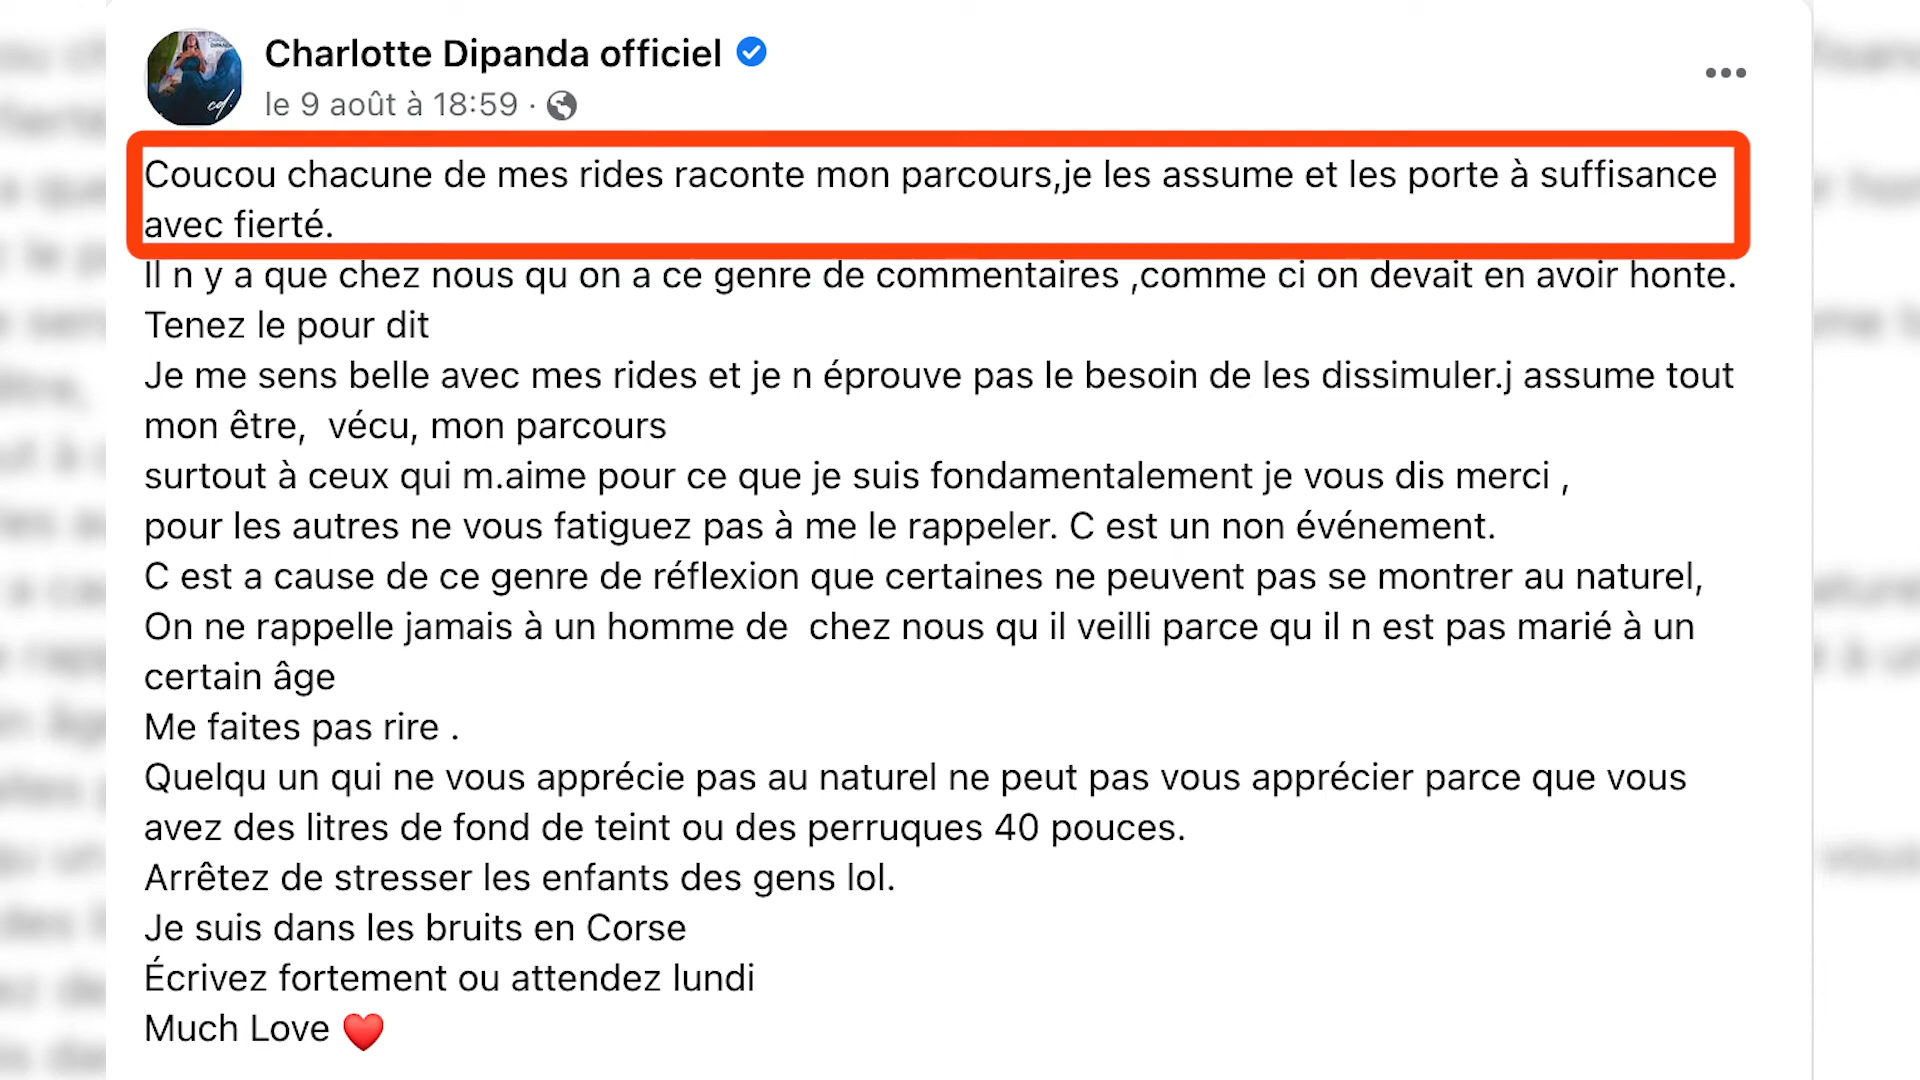 Charlotte Dipanda officiel
le 9 août à 18:59 ·
Coucou chacune de mes rides raconte mon parcours,je les assume et les porte à suffisance
avec fierté.
Il n y a que chez nous qu on a ce genre de commentaires ,comme ci on devait en avoir honte.
Tenez le pour dit
Je me sens belle avec mes rides et je n éprouve pas le besoin de les dissimuler.j assume tout
mon être,  vécu, mon parcours
surtout à ceux qui m.aime pour ce que je suis fondamentalement je vous dis merci ,
pour les autres ne vous fatiguez pas à me le rappeler. C est un non événement.
C est a cause de ce genre de réflexion que certaines ne peuvent pas se montrer au naturel,
On ne rappelle jamais à un homme de  chez nous qu il veilli parce qu il n est pas marié à un
certain âge
Me faites pas rire .
Quelqu un qui ne vous apprécie pas au naturel ne peut pas vous apprécier parce que vous
avez des litres de fond de teint ou des perruques 40 pouces.
Arrêtez de stresser les enfants des gens lol.
Je suis dans les bruits en Corse
Écrivez fortement ou attendez lundi
Much Love ❤️